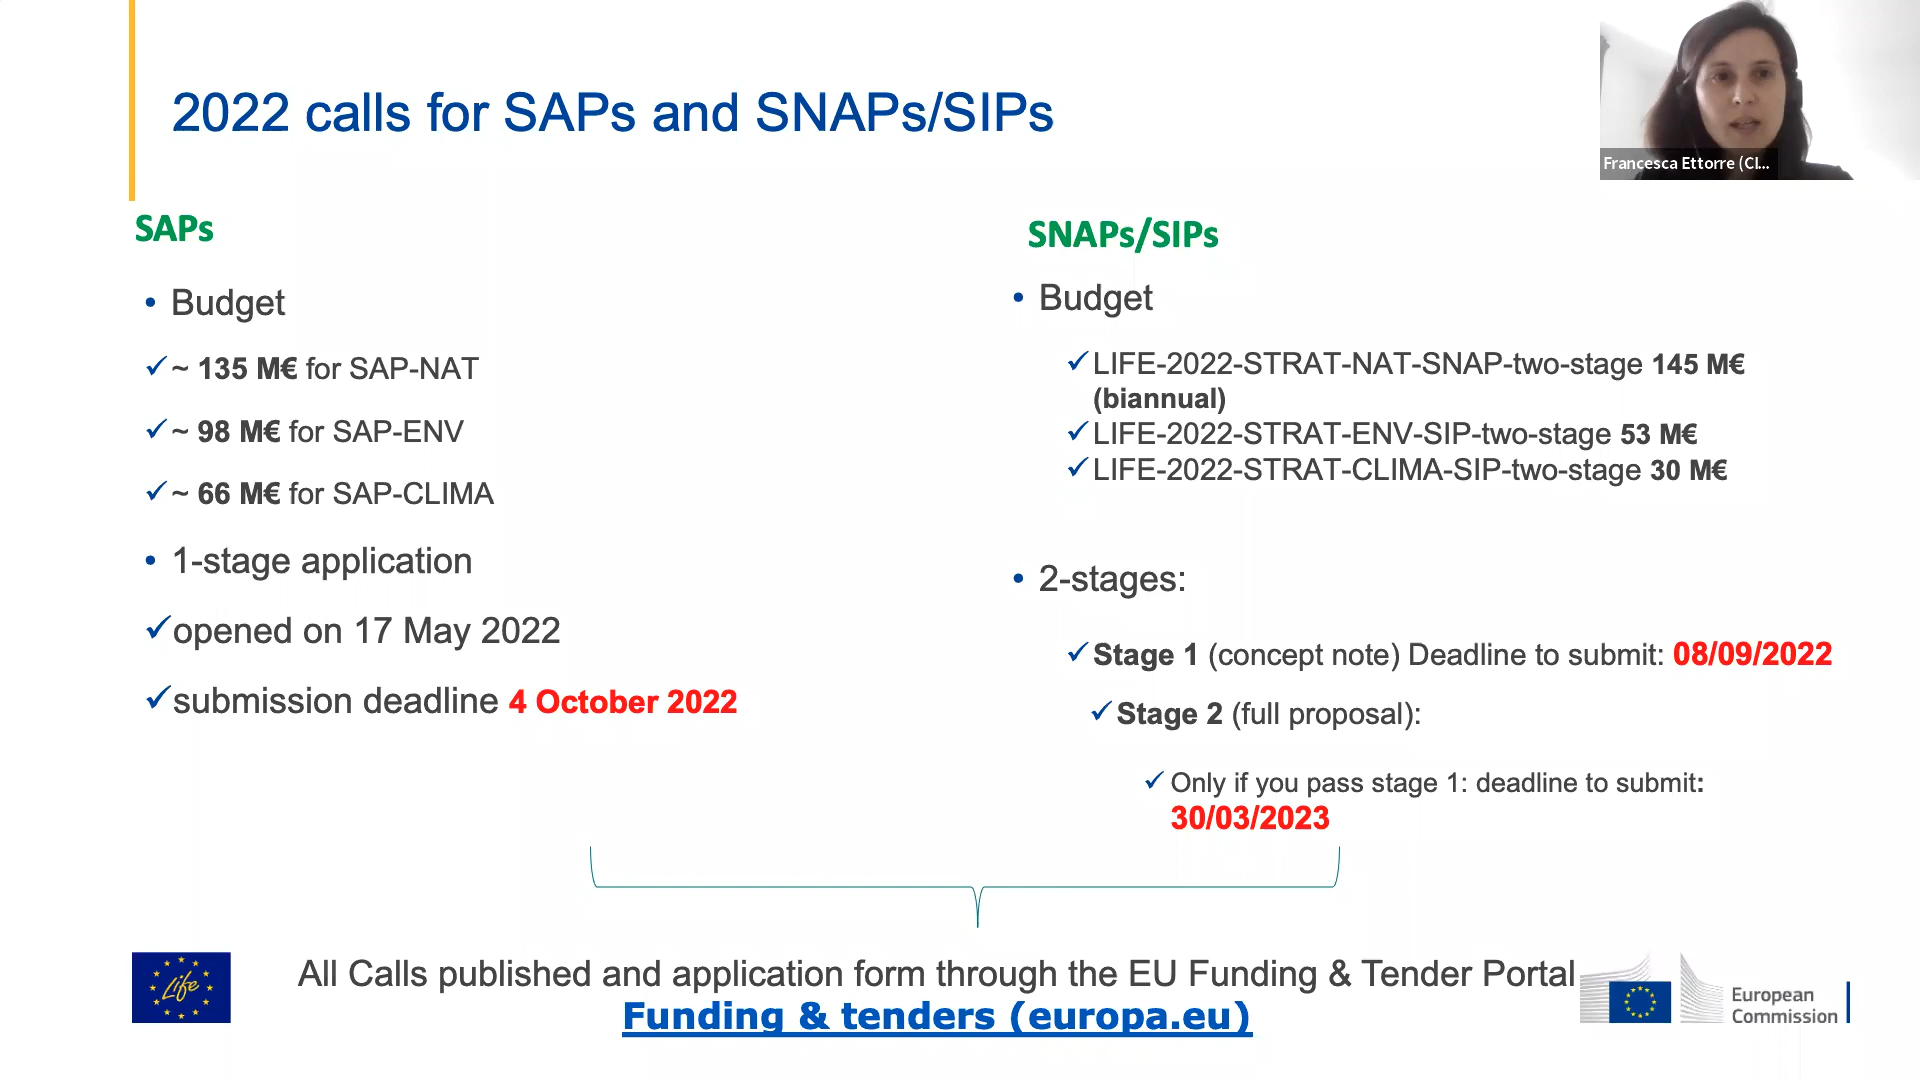 2022 calls for SAPs and SNAPs/SIPs
Francesca Ettorre (CI...
SAPs
• Budget
✓~ 135 M€ for SAP-NAT
✓~ 98 M€ for SAP-ENV
✓~ 66 M€ for SAP-CLIMA
• 1-stage application
✓opened on 17 May 2022
✓submission deadline 4 October 2022
SNAPs/SIPs
• Budget
✓LIFE-2022-STRAT-NAT-SNAP-two-stage 145 M€
(biannual)
✓LIFE-2022-STRAT-ENV-SIP-two-stage 53 M€
✓LIFE-2022-STRAT-CLIMA-SIP-two-stage 30 M€
• 2-stages:
✓Stage 1 (concept note) Deadline to submit: 08/09/2022
✓Stage 2 (full proposal):
✓Only if you pass stage 1: deadline to submit:
30/03/2023
All Calls published and application form through the EU Funding & Tender Portal
Funding & tenders (europa.eu)
Life
European
Commission